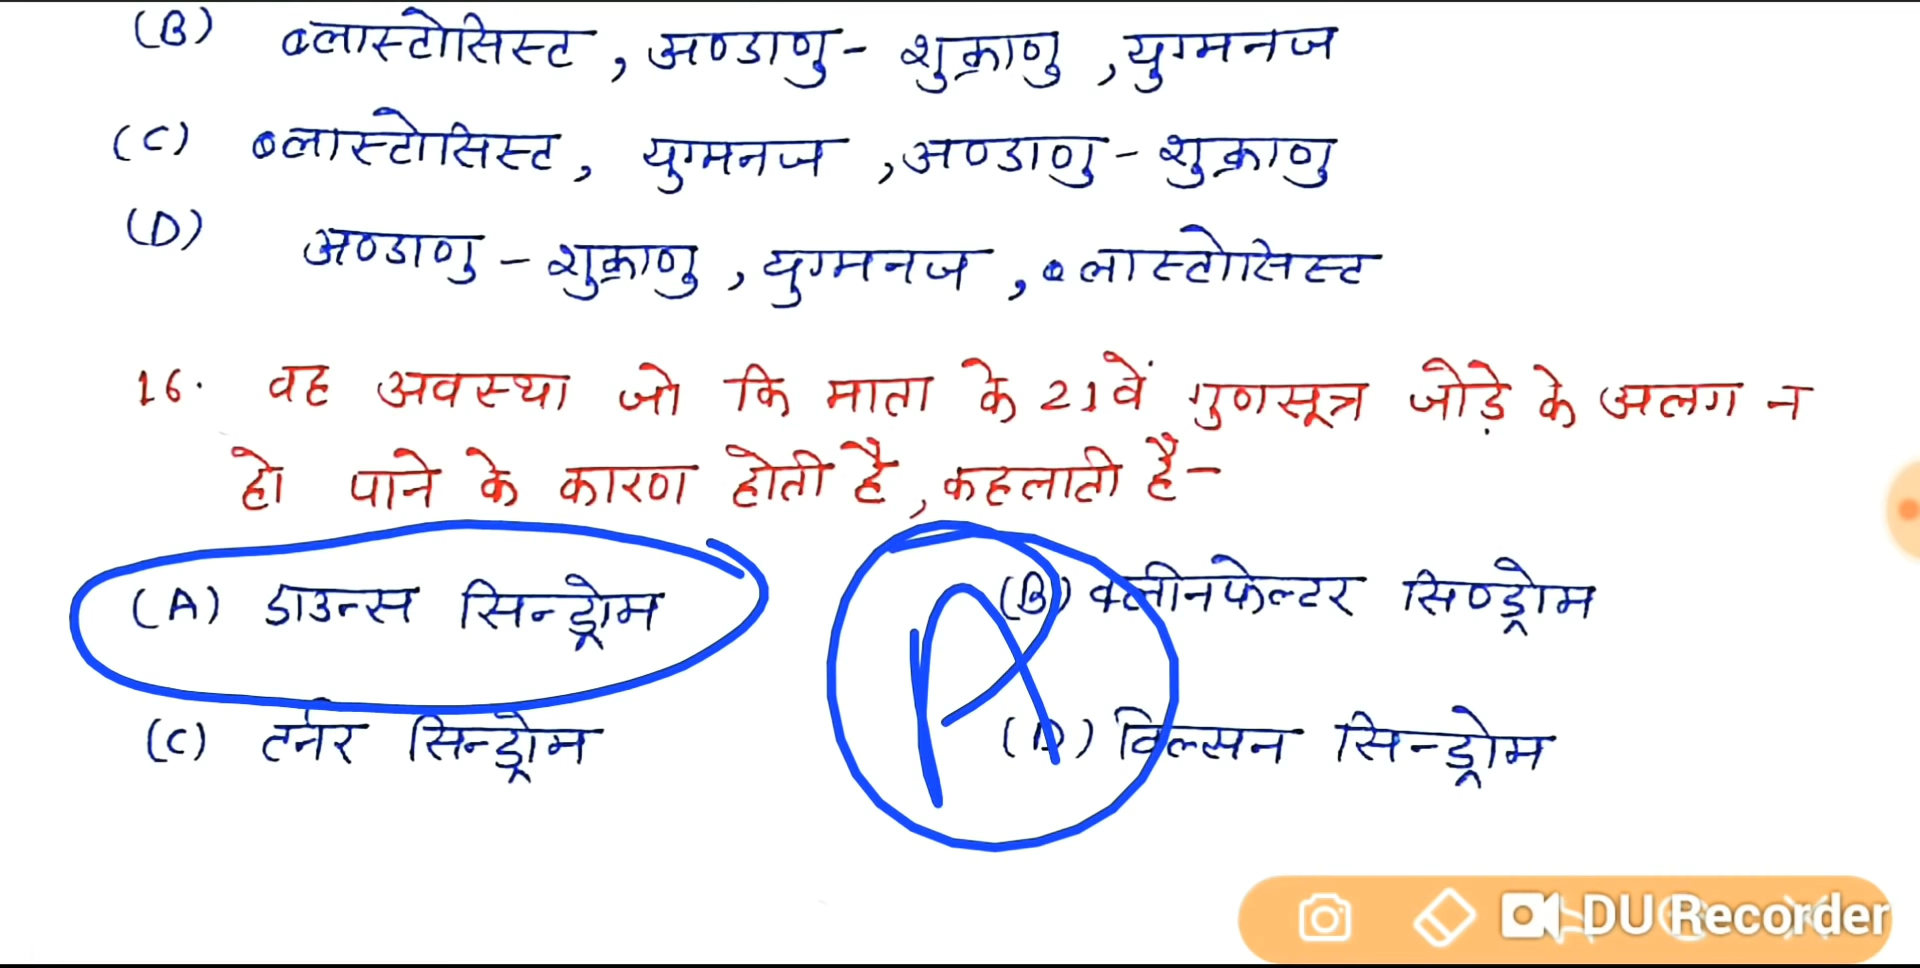 (B) ब्लास्टोसिस्ट, अण्डाणु - शुक्राणु, युग्मनज
(C) ब्लास्टोसिस्ट, युग्मनज, अण्डाणु - शुक्राणु
(D) अण्डाणु - शुक्राणु, युग्मनज, ब्लास्टोसिस्ट
16. वह अवस्था जो कि माता के 21वें गुणसूत्र जोड़े के अलग न
हो पाने के कारण होती है, कहलाती है -
(A) डाउन्स सिन्ड्रोम (B) क्लीनफेल्टर सिण्ड्रोम
A
(C) टर्नर सिन्ड्रोम (D) विल्सन सिन्ड्रोम
DU Recorder